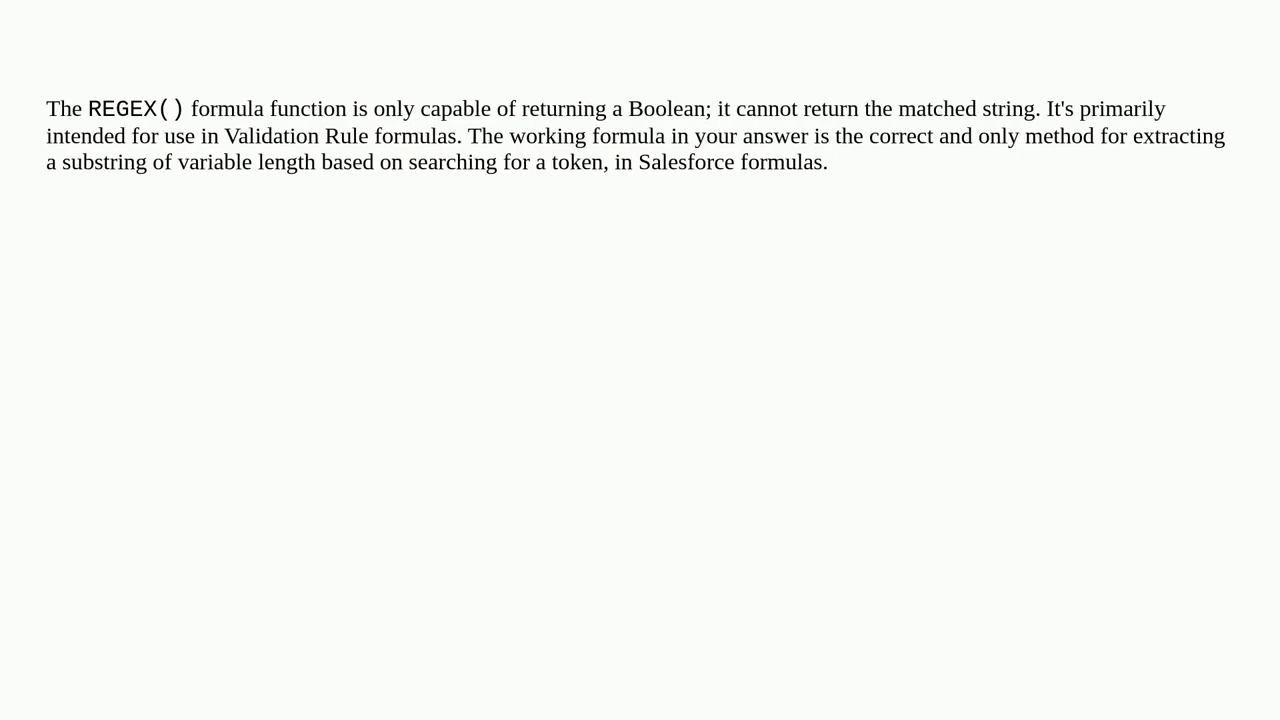 The REGEX() formula function is only capable of returning a Boolean; it cannot return the matched string. It's primarily
intended for use in Validation Rule formulas. The working formula in your answer is the correct and only method for extracting
a substring of variable length based on searching for a token, in Salesforce formulas.